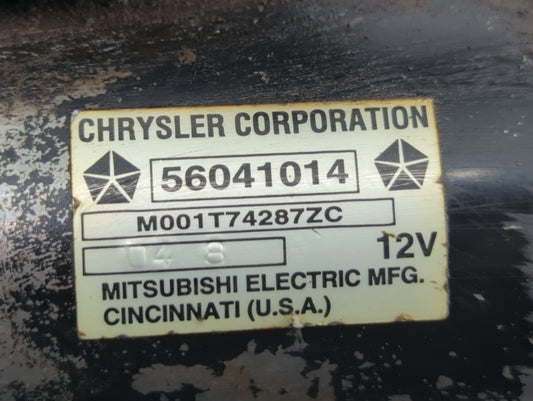 CHRYSLER CORPORATION
56041014
M001T74287ZC
04 8 12V
MITSUBISHI ELECTRIC MFG.
CINCINNATI (U.S.A.)